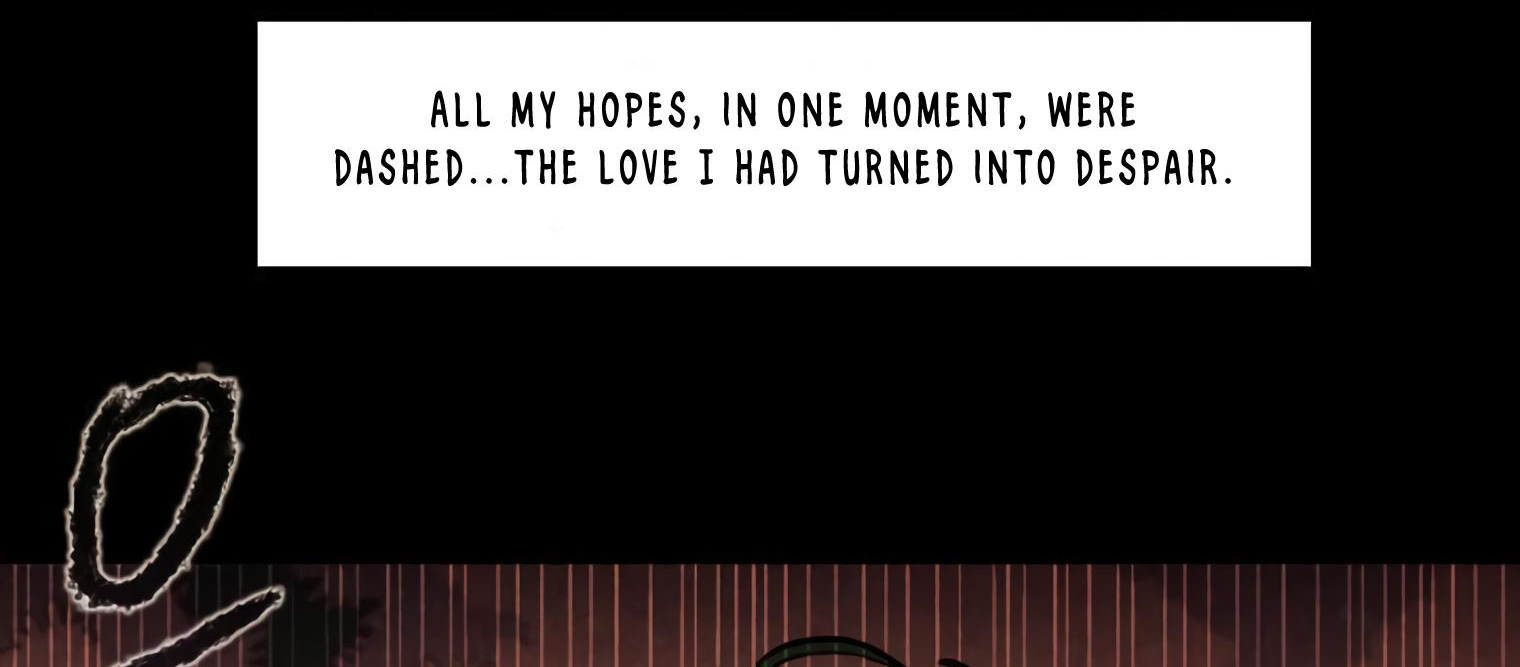 ALL MY HOPES, IN ONE MOMENT, WERE
DASHED...THE LOVE I HAD TURNED INTO DESPAIR.